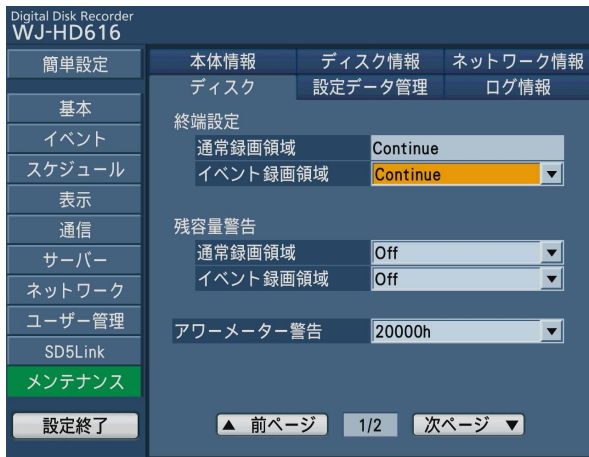 Digital Disk Recorder
WJ-HD616
簡単設定
基本
イベント
スケジュール
表示
通信
サーバー
ネットワーク
ユーザー管理
SD5Link
メンテナンス
設定終了
本体情報 ディスク情報 ネットワーク情報
ディスク 設定データ管理 ログ情報
終端設定
通常録画領域 Continue
イベント録画領域 Continue
残容量警告
通常録画領域 Off
イベント録画領域 Off
アワーメーター警告 20000h
▲ 前ページ 1/2 次ページ ▼